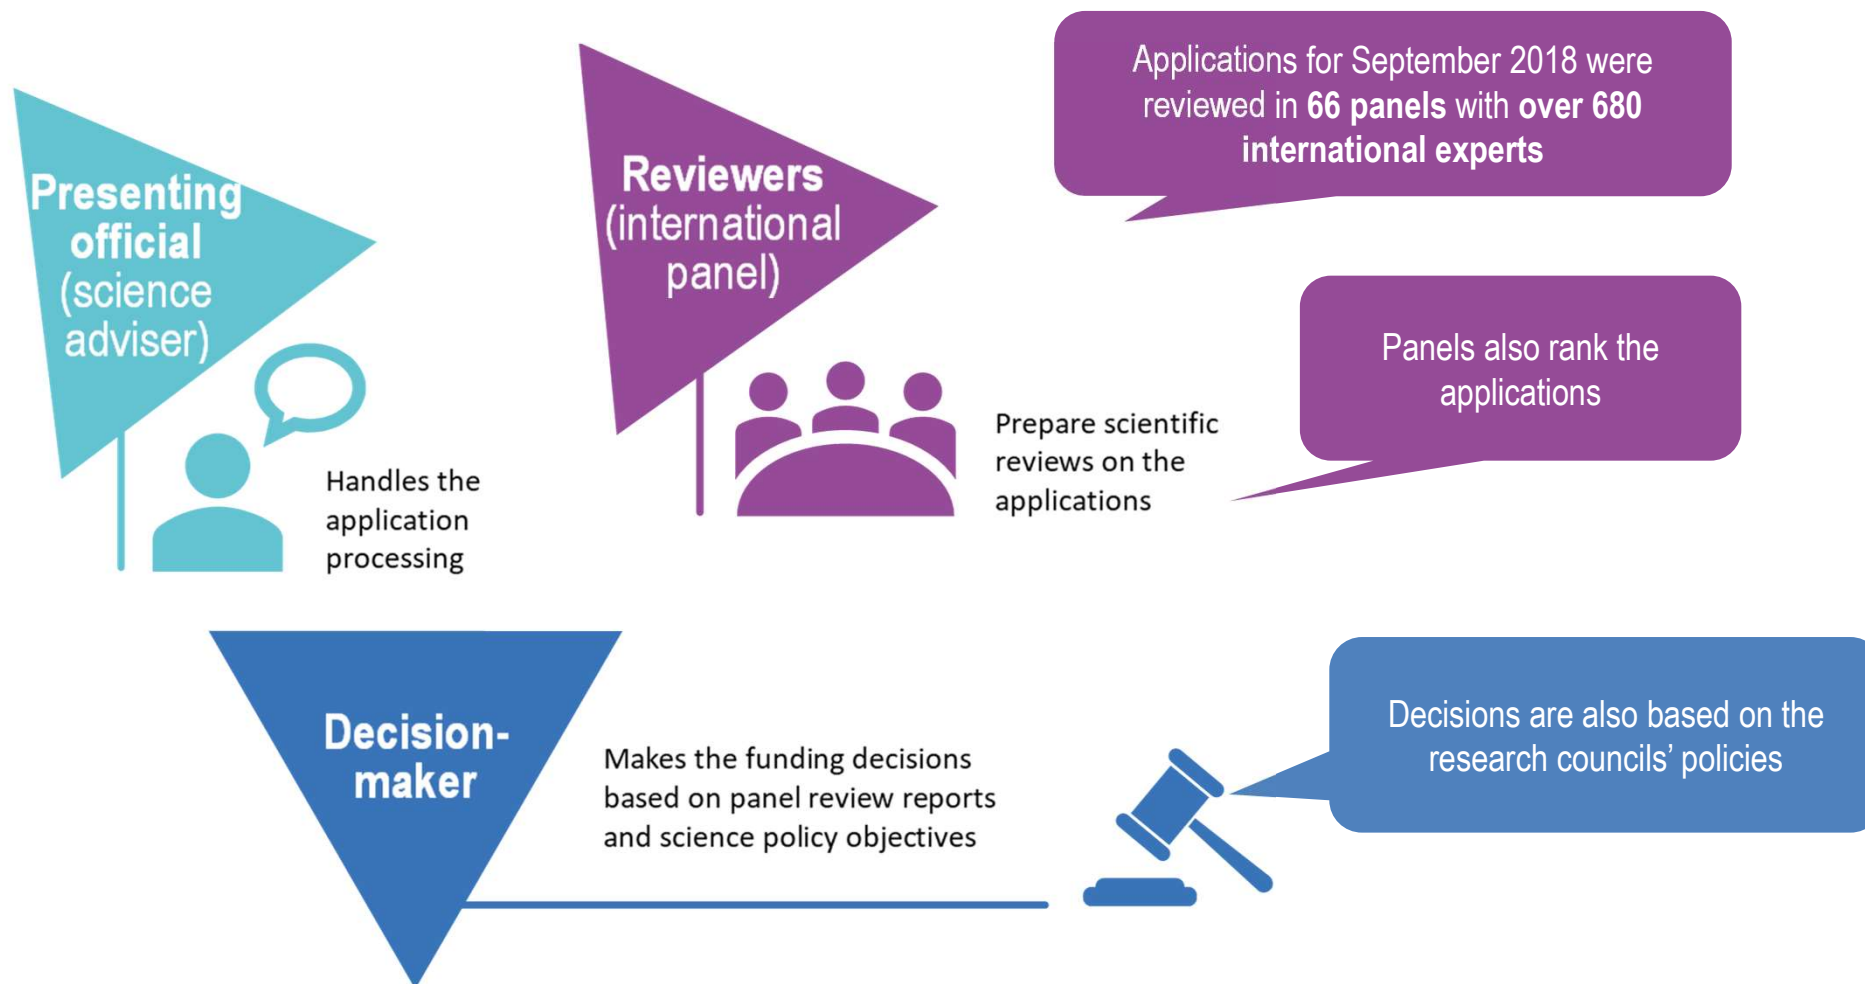 Presenting
official
(science
adviser)
Handles the
application
processing
Reviewers
(international
panel)
Prepare scientific
reviews on the
applications
Applications for September 2018 were
reviewed in 66 panels with over 680
international experts
Panels also rank the
applications
Decision-
maker
Makes the funding decisions
based on panel review reports
and science policy objectives
Decisions are also based on the
research councils’ policies